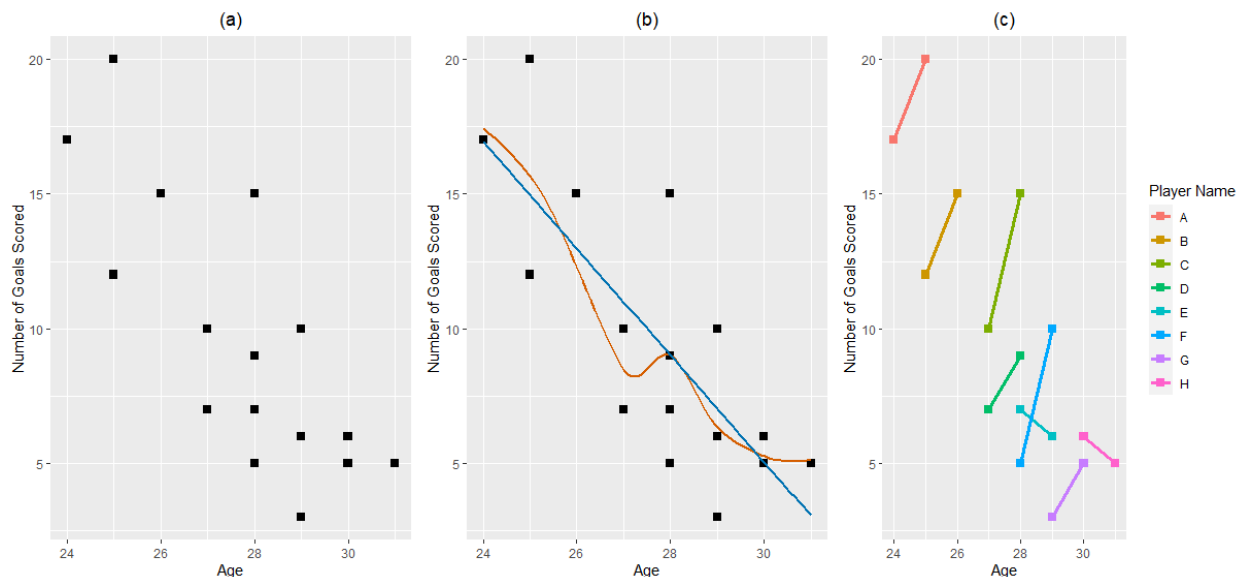 (a)
Number of Goals Scored
20
15
10
5
24
26
28
30
Age
(b)
Number of Goals Scored
20
15
10
5
24
26
28
30
Age
(c)
Number of Goals Scored
20
15
10
5
24
26
28
30
Age
Player Name
A
B
C
D
E
F
G
H